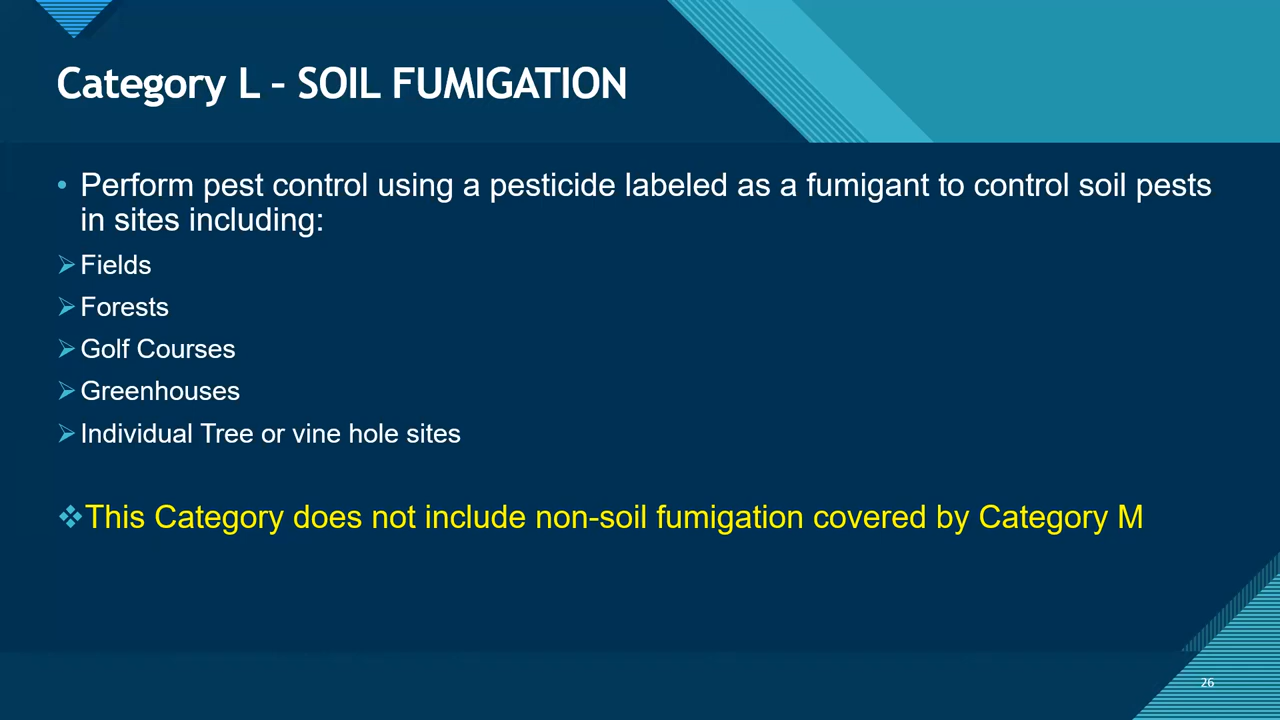 Category L – SOIL FUMIGATION
• Perform pest control using a pesticide labeled as a fumigant to control soil pests
in sites including:
➢ Fields
➢ Forests
➢ Golf Courses
➢ Greenhouses
➢ Individual Tree or vine hole sites
❖ This Category does not include non-soil fumigation covered by Category M
26